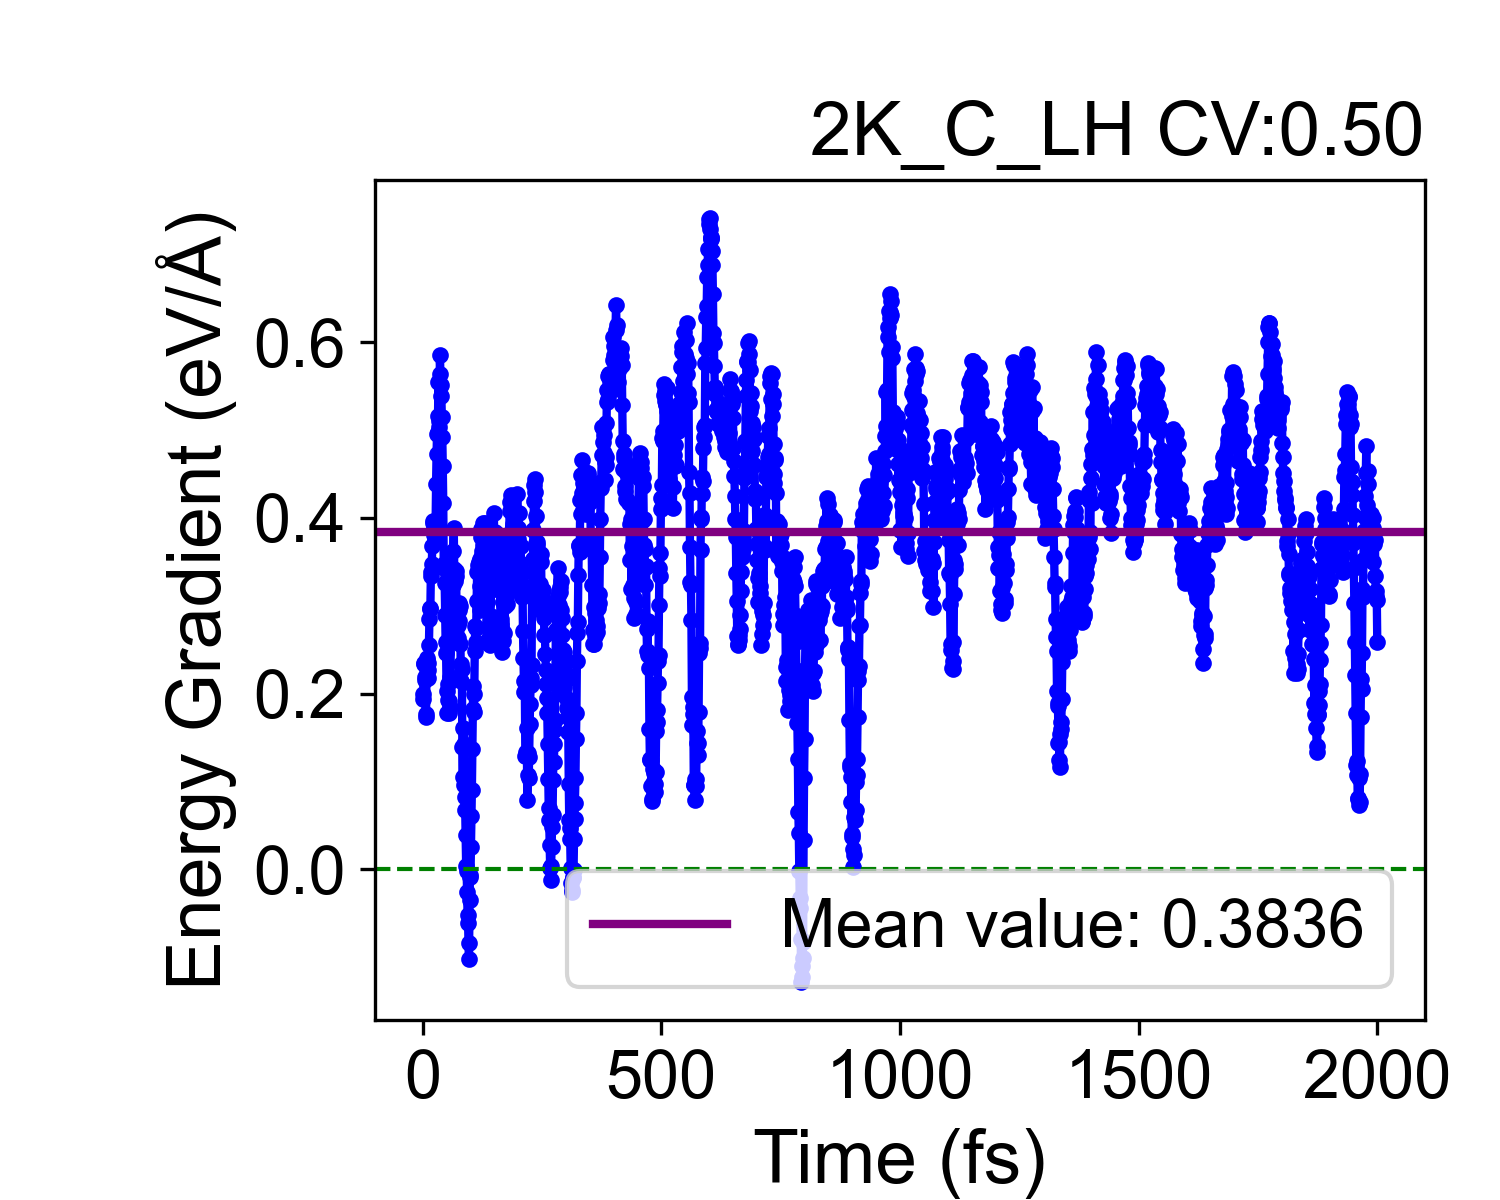 2K_C_LH CV:0.50
Energy Gradient (eV/Å)
0.6
0.4
0.2
0.0
Mean value: 0.3836
0 500 1000 1500 2000
Time (fs)